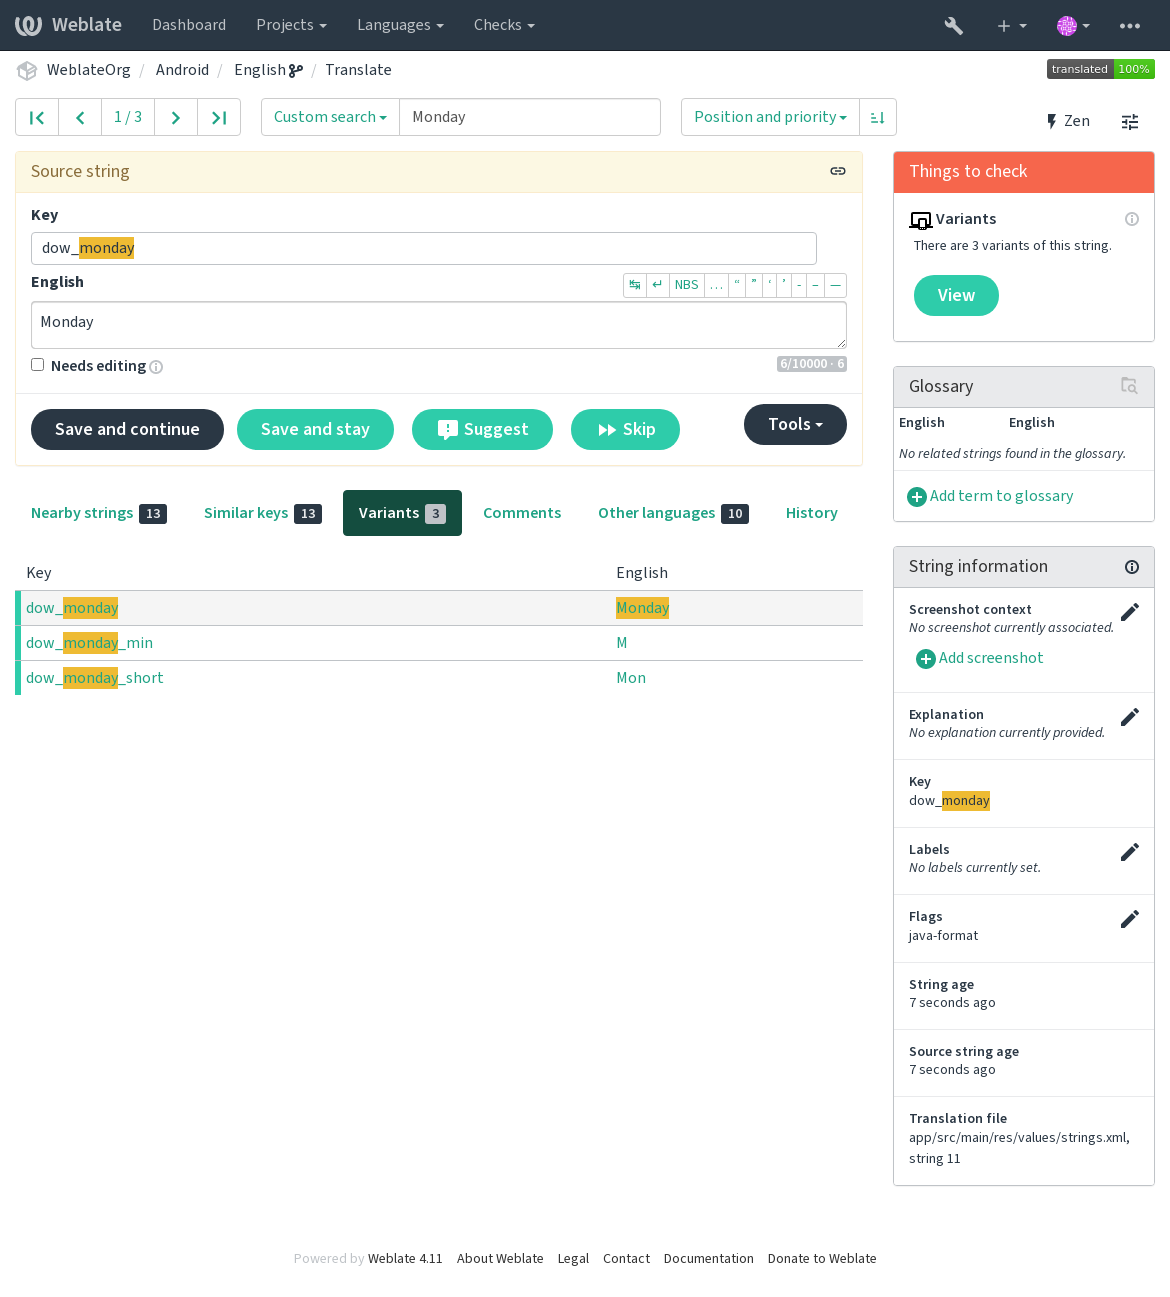 Weblate Dashboard Projects Languages Checks
WeblateOrg / Android / English / Translate
translated 100%
1 / 3 Custom search Monday Position and priority Zen
Source string
Key
dow_monday
English
NBS … “ ” ‘ ’ - – —
Monday
Needs editing
6/10000 · 6
Save and continue Save and stay Suggest Skip Tools
Nearby strings 13 Similar keys 13 Variants 3 Comments Other languages 10 History
Key English
dow_monday Monday
dow_monday_min M
dow_monday_short Mon
Things to check
Variants
There are 3 variants of this string.
View
Glossary
English English
No related strings found in the glossary.
Add term to glossary
String information
Screenshot context
No screenshot currently associated.
Add screenshot
Explanation
No explanation currently provided.
Key
dow_monday
Labels
No labels currently set.
Flags
java-format
String age
7 seconds ago
Source string age
7 seconds ago
Translation file
app/src/main/res/values/strings.xml,
string 11
Powered by Weblate 4.11 About Weblate Legal Contact Documentation Donate to Weblate